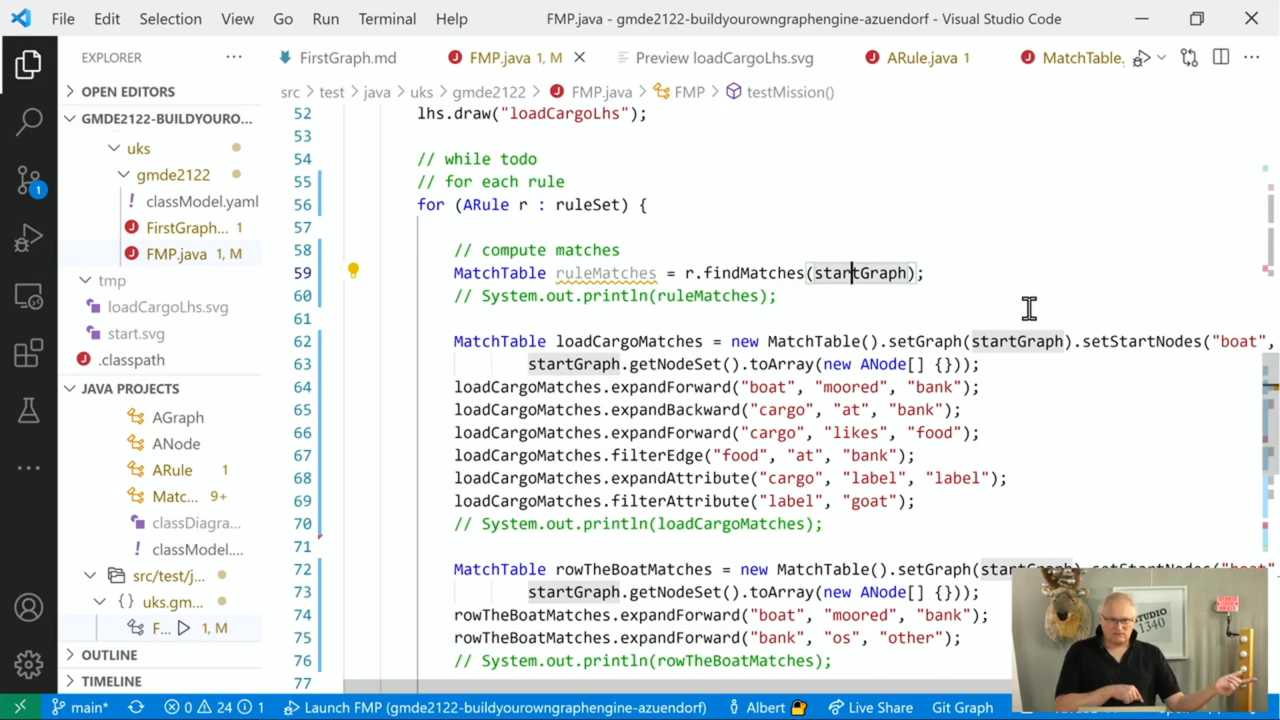 File Edit Selection View Go Run Terminal Help FMP.java - gmde2122-buildyourowngraphengine-azuendorf - Visual Studio Code
EXPLORER
FirstGraph.md FMP.java 1, M Preview loadCargoLhs.svg ARule.java 1 MatchTable.
OPEN EDITORS
GMDE2122-BUILDYOURO...
uks
gmde2122
classModel.yaml
FirstGraph... 1
FMP.java 1, M
tmp
loadCargoLhs.svg
start.svg
.classpath
JAVA PROJECTS
AGraph
ANode
ARule 1
Matc... 9+
classDiagra...
classModel....
src/test/j...
uks.gm...
F... 1, M
OUTLINE
TIMELINE
1
src > test > java > uks > gmde2122 > FMP.java > FMP > testMission()
52 lhs.draw("loadCargoLhs");
53
54 // while todo
55 // for each rule
56 for (ARule r : ruleSet) {
57
58 // compute matches
59 MatchTable ruleMatches = r.findMatches(startGraph);
60 // System.out.println(ruleMatches);
61
62 MatchTable loadCargoMatches = new MatchTable().setGraph(startGraph).setStartNodes("boat",
63 startGraph.getNodeSet().toArray(new ANode[] {}));
64 loadCargoMatches.expandForward("boat", "moored", "bank");
65 loadCargoMatches.expandBackward("cargo", "at", "bank");
66 loadCargoMatches.expandForward("cargo", "likes", "food");
67 loadCargoMatches.filterEdge("food", "at", "bank");
68 loadCargoMatches.expandAttribute("cargo", "label", "label");
69 loadCargoMatches.filterAttribute("label", "goat");
70 // System.out.println(loadCargoMatches);
71
72 MatchTable rowTheBoatMatches = new MatchTable().setGraph(startGraph).setStartNodes("boat",
73 startGraph.getNodeSet().toArray(new ANode[] {}));
74 rowTheBoatMatches.expandForward("boat", "moored", "bank");
75 rowTheBoatMatches.expandForward("bank", "os", "other");
76 // System.out.println(rowTheBoatMatches);
77
STUDIO
1340
main* 0 24 1 Launch FMP (gmde2122-buildyourowngraphengine-azuendorf) Albert Live Share Git Graph